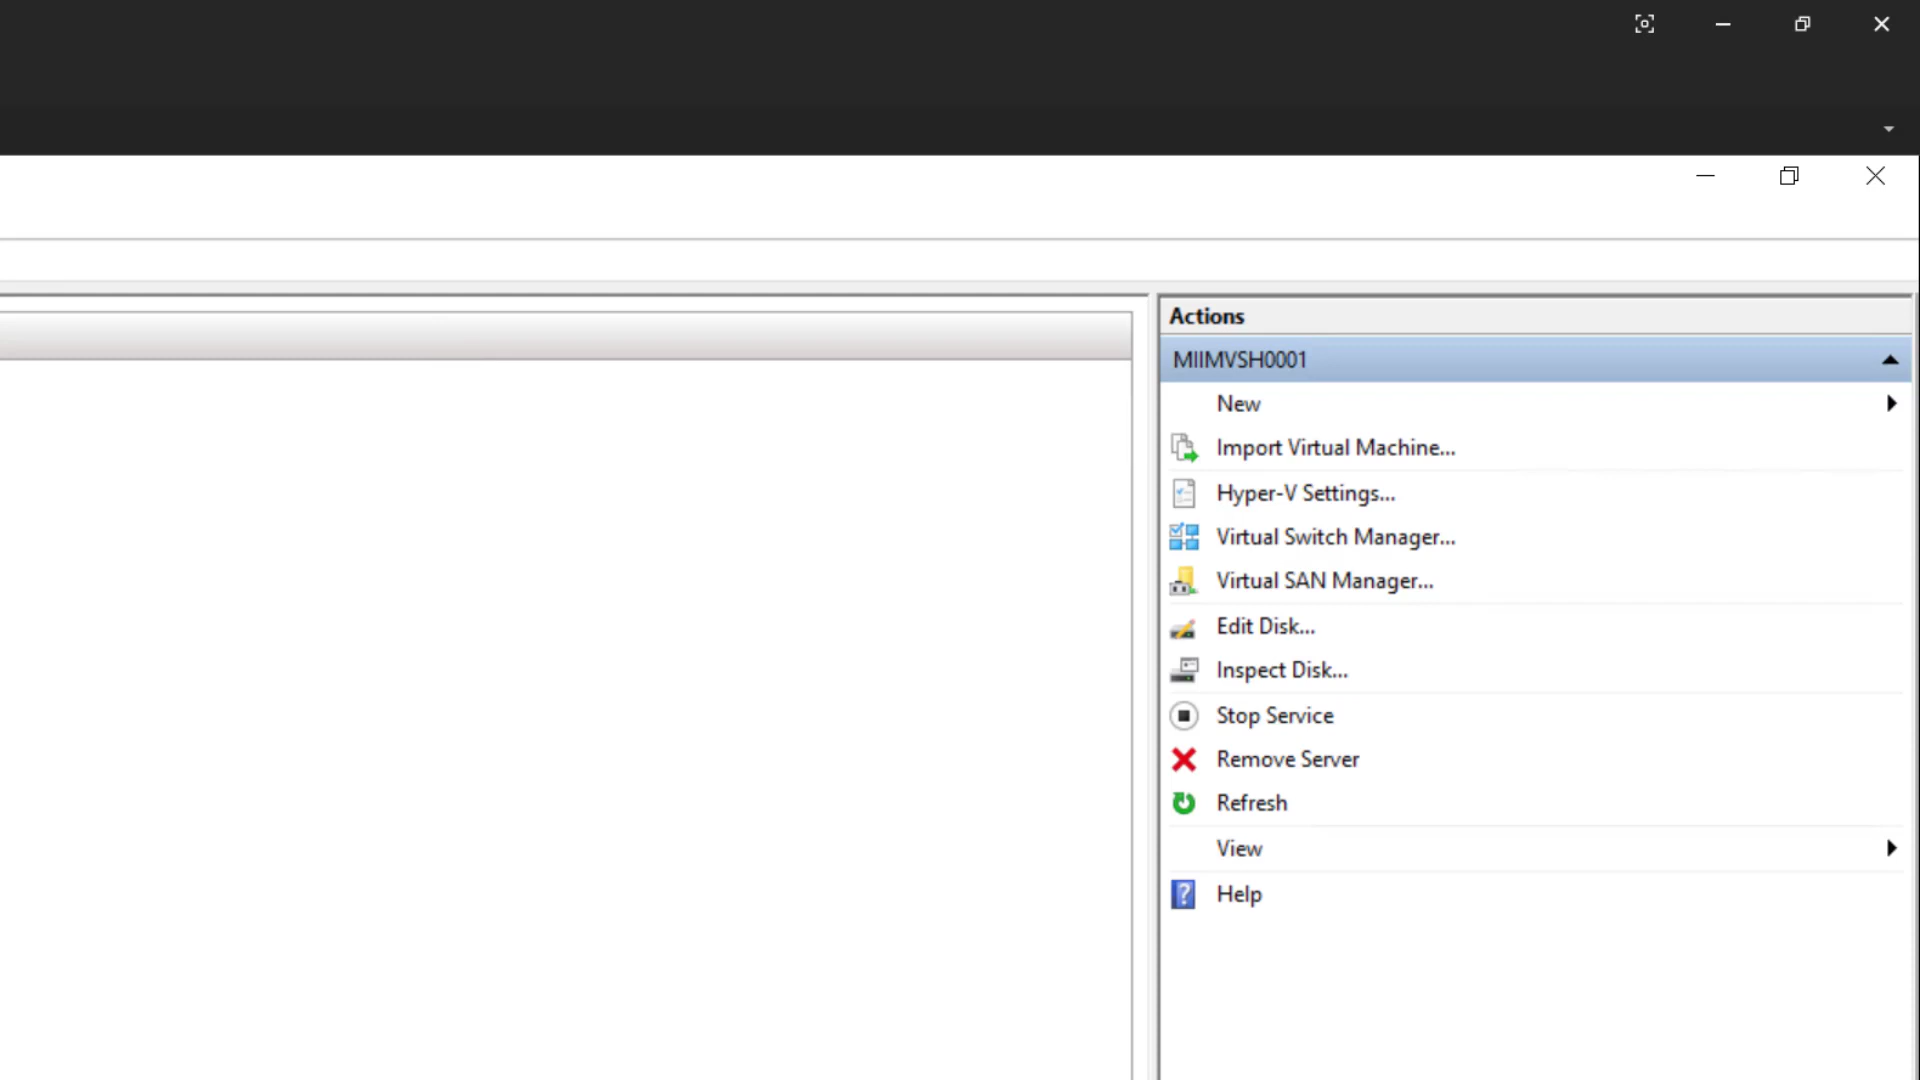 Actions
MIIMVSH0001
New
Import Virtual Machine...
Hyper-V Settings...
Virtual Switch Manager...
Virtual SAN Manager...
Edit Disk...
Inspect Disk...
Stop Service
Remove Server
Refresh
View
Help